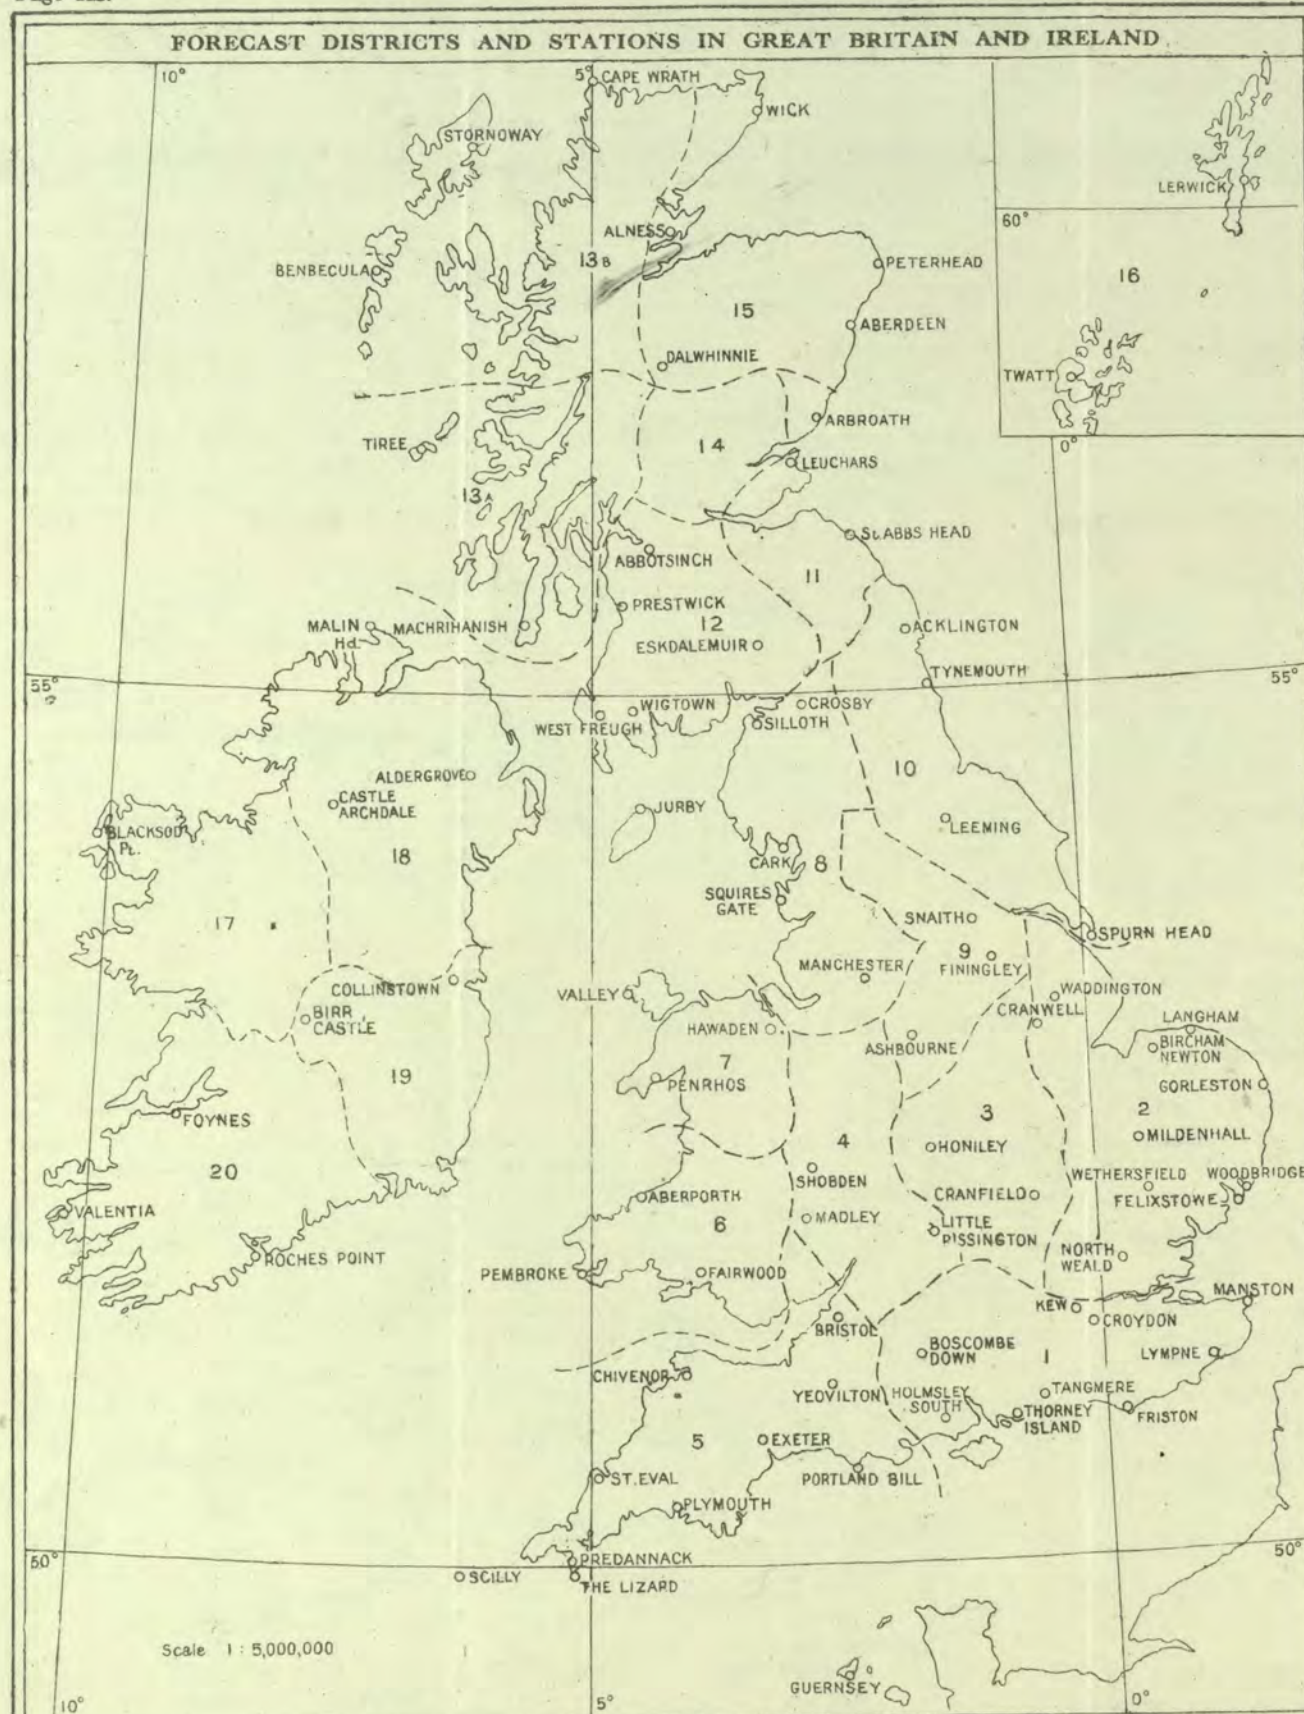 FORECAST DISTRICTS AND STATIONS IN GREAT BRITAIN AND IRELAND
10°
5°
CAPE WRATH
WICK
STORNOWAY
LERWICK
60°
ALNESS
13B
BENBECULA
PETERHEAD
16
15
ABERDEEN
DALWHINNIE
TWATT
ARBROATH
TIREE
14
0°
LEUCHARS
13A
St. ABBS HEAD
ABBOTSINCH
11
PRESTWICK
MALIN
Hd.
MACHRIHANISH
12
ACKLINGTON
ESKDALEMUIR
TYNEMOUTH
55°
55°
WIGTOWN
CROSBY
WEST FREUGH
SILLOTH
10
ALDERGROVE
CASTLE
ARCHDALE
JURBY
BLACKSOD
Pt.
LEEMING
18
CARK
8
SQUIRES
GATE
SNAITH
17
SPURN HEAD
9
MANCHESTER
FININGLEY
COLLINSTOWN
VALLEY
WADDINGTON
CRANWELL
BIRR
CASTLE
HAWADEN
LANGHAM
ASHBOURNE
BIRCHAM
NEWTON
7
19
PENRHOS
GORLESTON
FOYNES
3
2
4
HONILEY
MILDENHALL
20
SHOBDEN
WETHERSFIELD
WOODBRIDGE
ABERPORTH
CRANFIELD
FELIXSTOWE
VALENTIA
6
MADLEY
LITTLE
RISSINGTON
ROCHES POINT
NORTH
WEALD
PEMBROKE
FAIRWOOD
MANSTON
KEW
BRISTOL
CROYDON
BOSCOMBE
DOWN
1
LYMPNE
CHIVENOR
YEOVILTON
HOLMSLEY
SOUTH
TANGMERE
THORNEY
ISLAND
FRISTON
5
EXETER
ST. EVAL
PORTLAND BILL
PLYMOUTH
50°
50°
PREDANNACK
SCILLY
THE LIZARD
Scale 1 : 5,000,000
GUERNSEY
10°
5°
0°